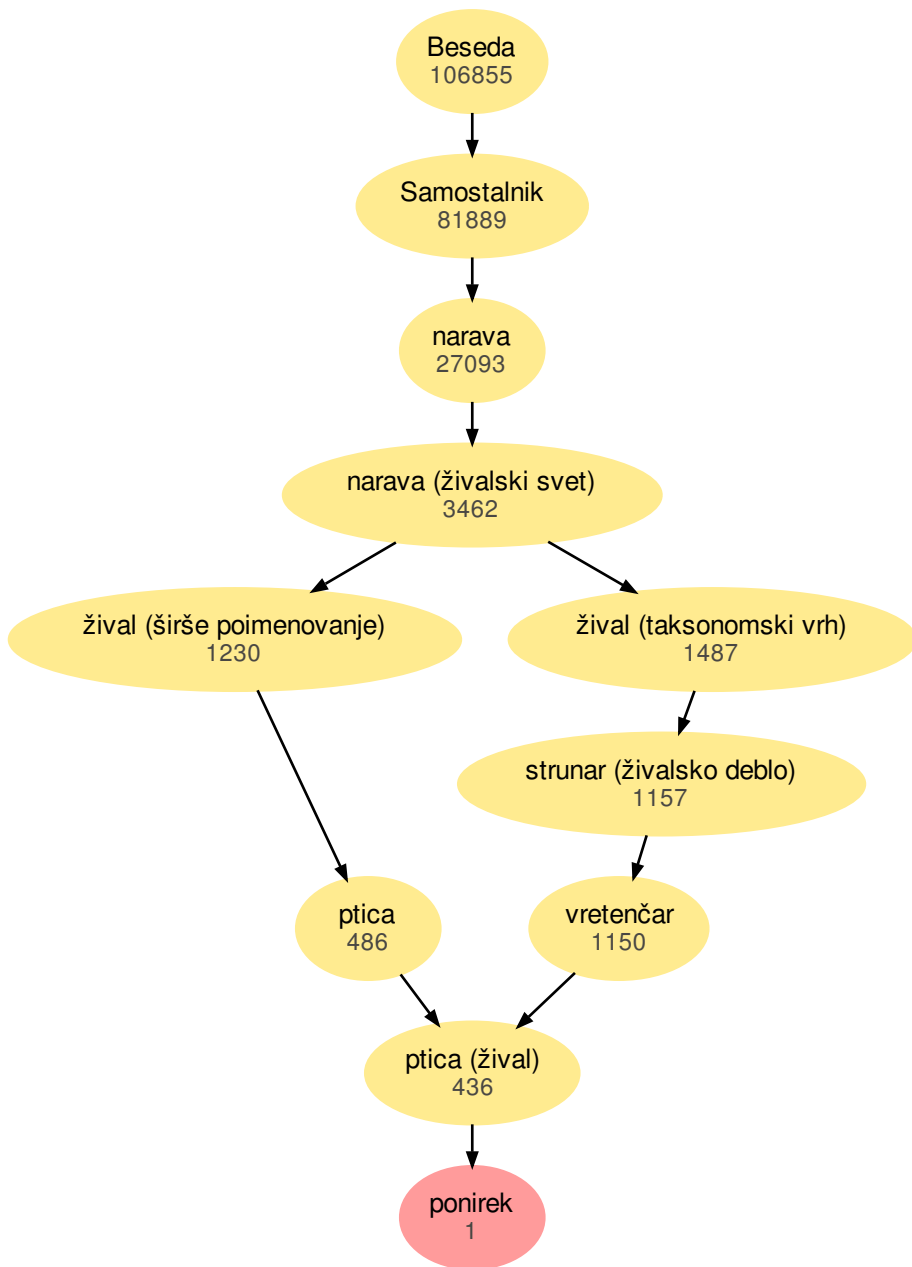 Beseda
106855
Samostalnik
81889
narava
27093
narava (živalski svet)
3462
žival (širše poimenovanje)
1230
žival (taksonomski vrh)
1487
strunar (živalsko deblo)
1157
ptica
486
vretenčar
1150
ptica (žival)
436
ponirek
1